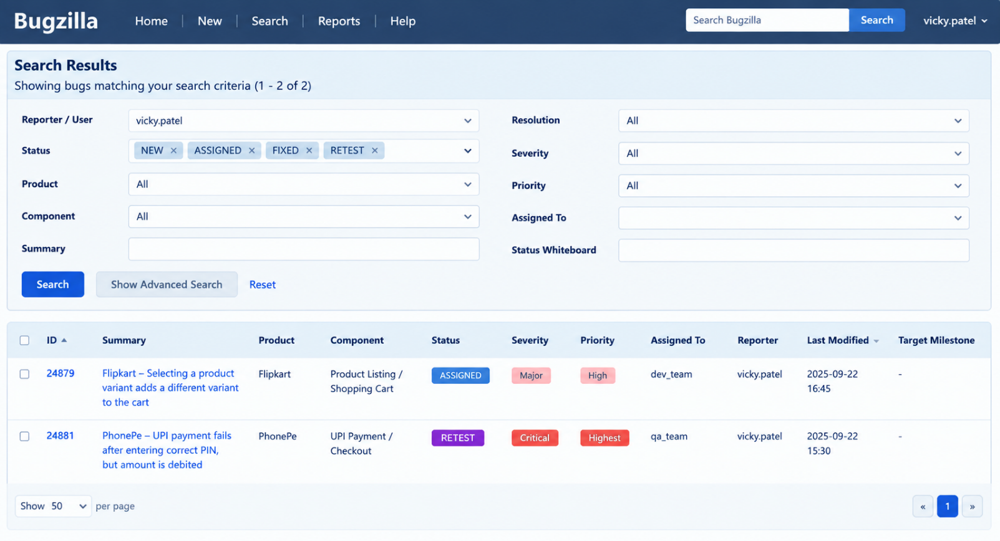 Bugzilla Home New Search Reports Help Search Bugzilla Search vicky.patel
Search Results
Showing bugs matching your search criteria (1 - 2 of 2)
Reporter / User vicky.patel Resolution All
Status NEW × ASSIGNED × FIXED × RETEST × Severity All
Product All Priority All
Component All Assigned To
Summary Status Whiteboard
Search Show Advanced Search Reset
ID Summary Product Component Status Severity Priority Assigned To Reporter Last Modified Target Milestone
24879 Flipkart – Selecting a product Flipkart Product Listing / ASSIGNED Major High dev_team vicky.patel 2025-09-22 -
variant adds a different variant Shopping Cart 16:45
to the cart
24881 PhonePe – UPI payment fails PhonePe UPI Payment / RETEST Critical Highest qa_team vicky.patel 2025-09-22 -
after entering correct PIN, Checkout 15:30
but amount is debited
Show 50 per page « 1 »